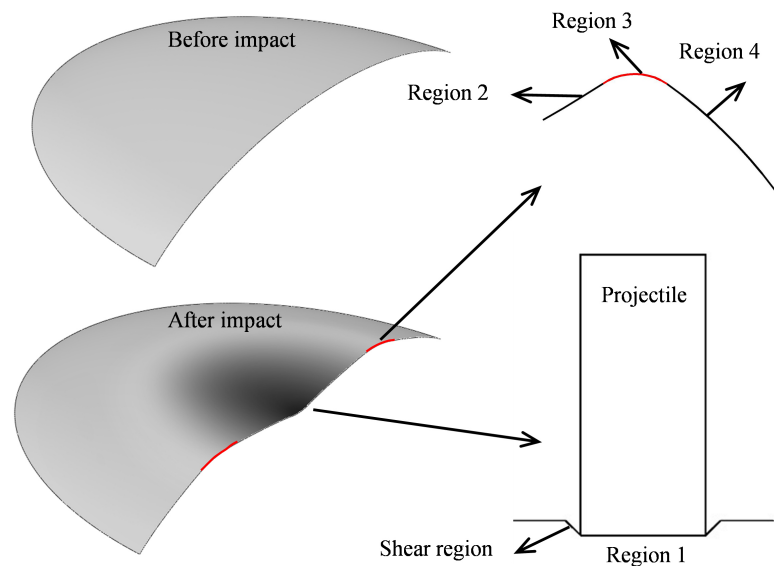 Before impact
Region 3
Region 4
Region 2
After impact
Projectile
Shear region
Region 1